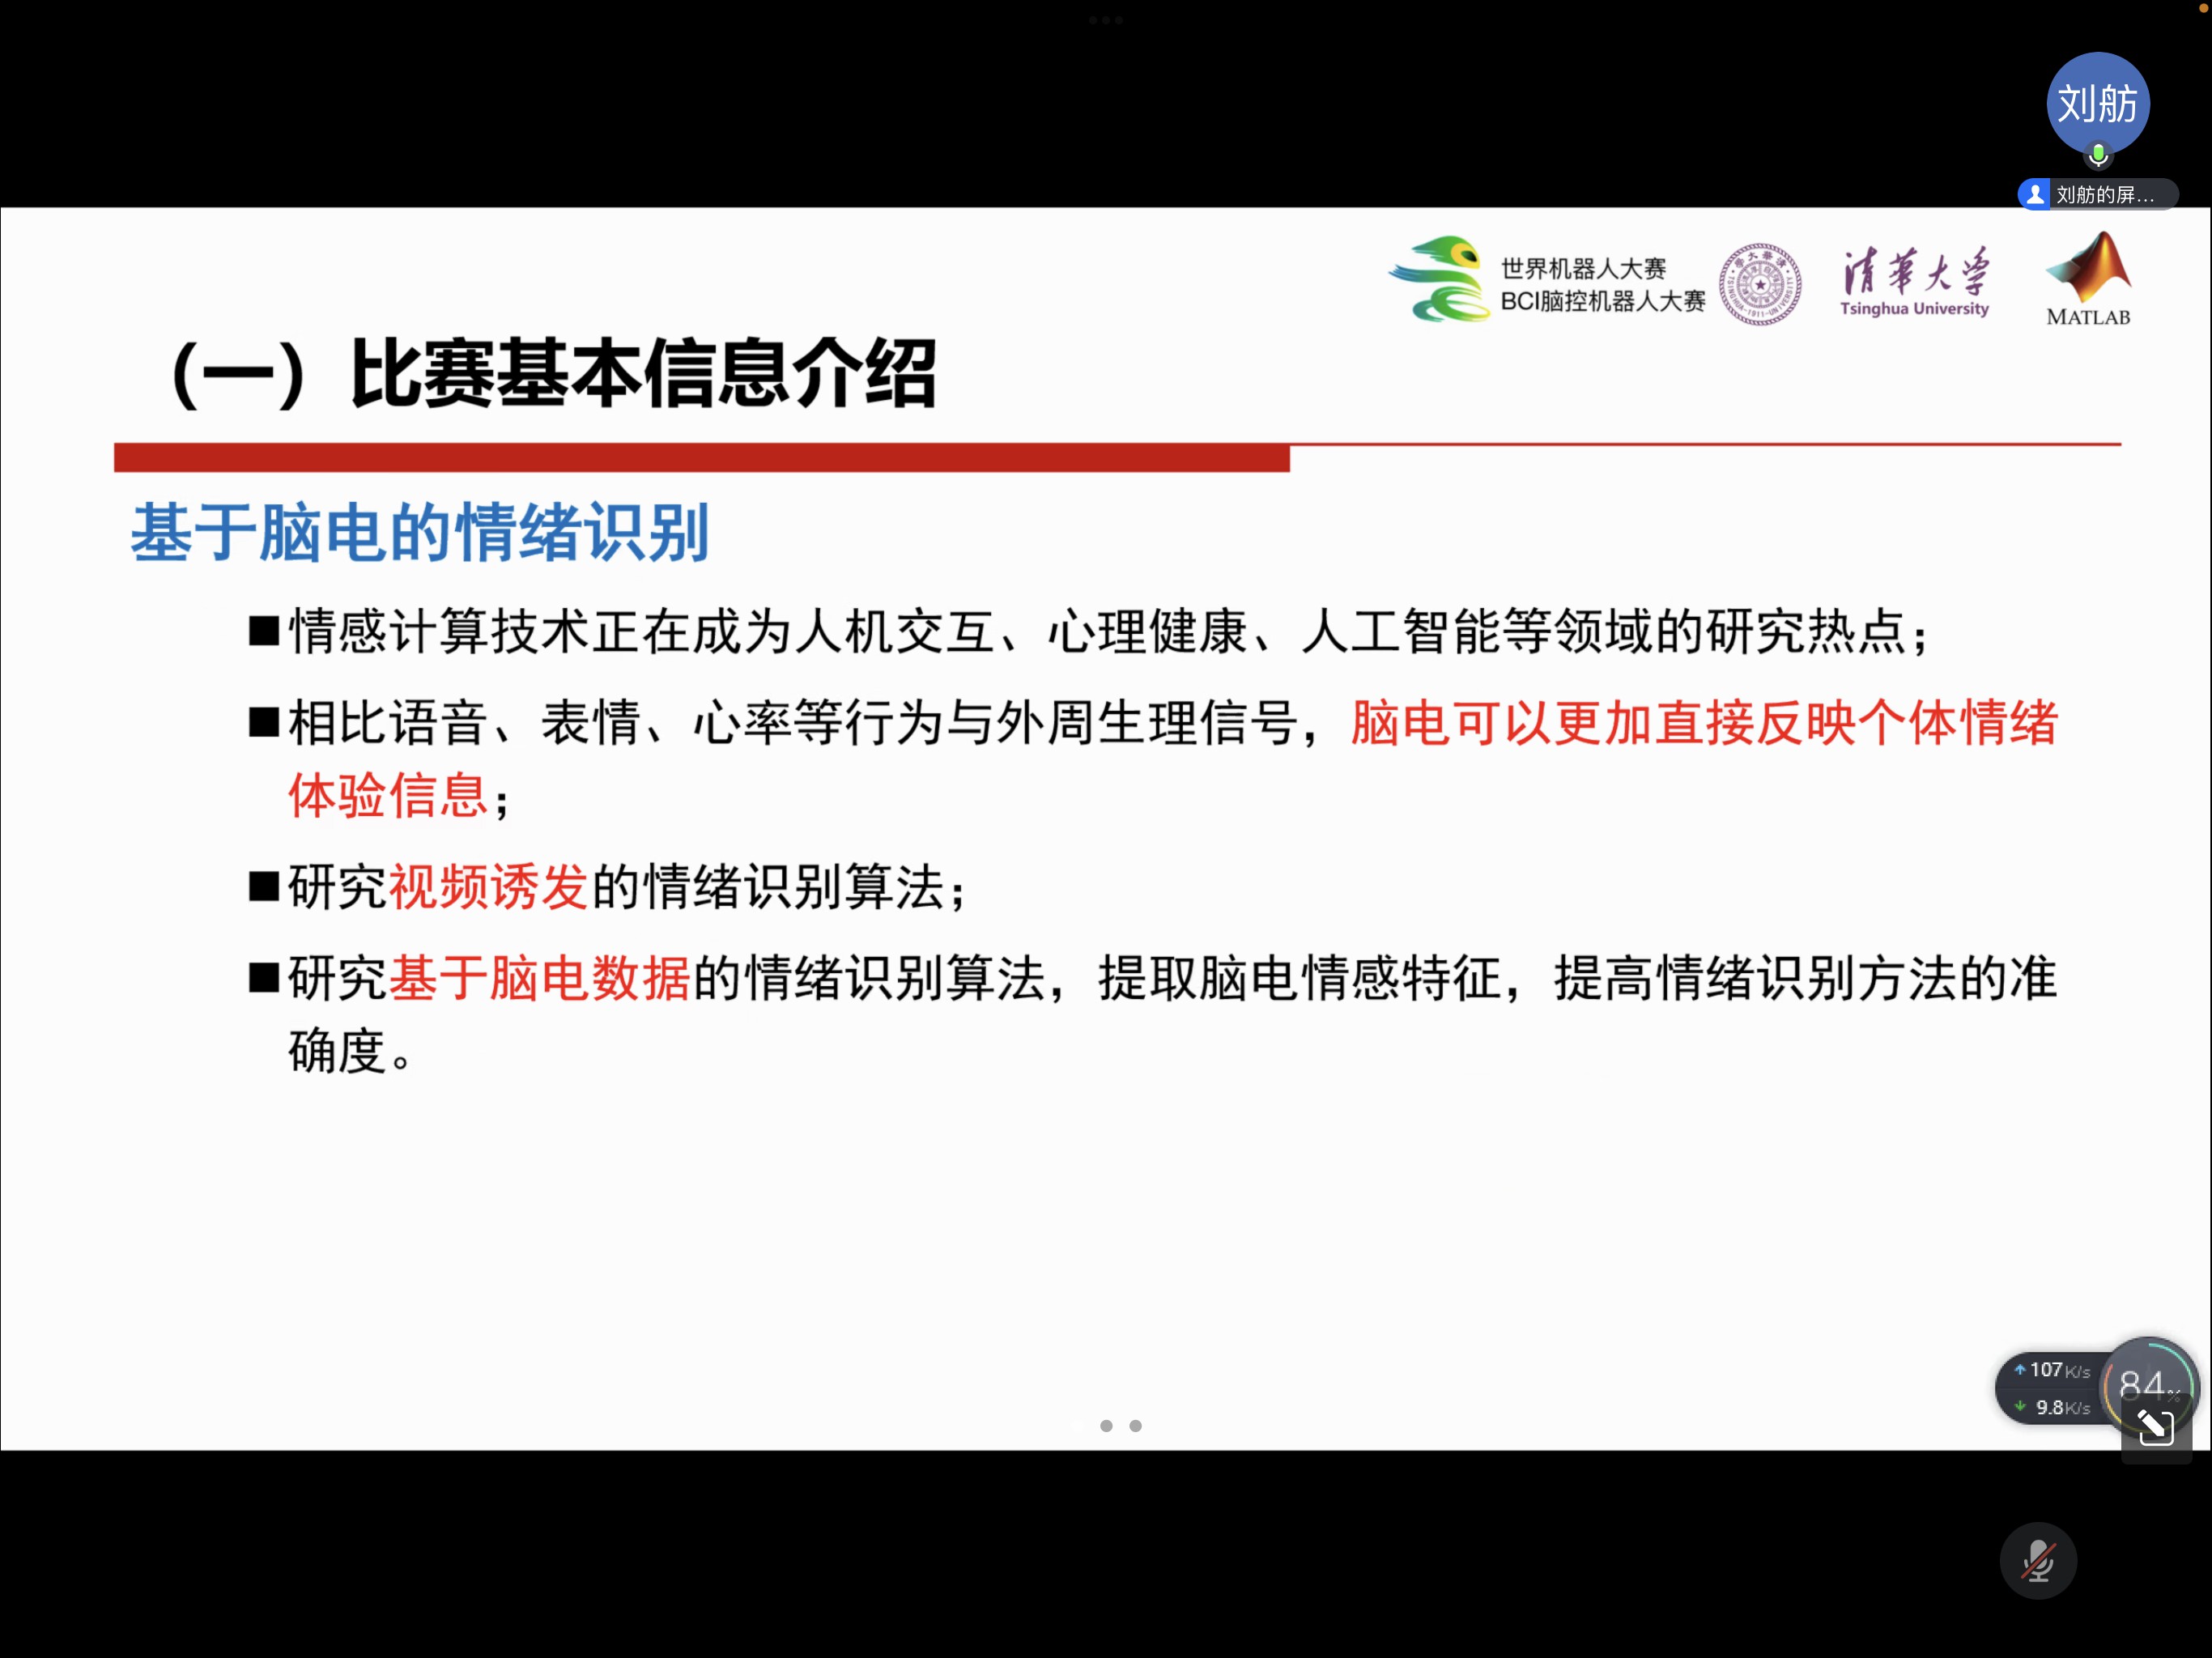 刘舫
刘舫的屏...
世界机器人大赛
BCI脑控机器人大赛
清华大学
Tsinghua University
MATLAB
（一）比赛基本信息介绍
基于脑电的情绪识别
■情感计算技术正在成为人机交互、心理健康、人工智能等领域的研究热点；
■相比语音、表情、心率等行为与外周生理信号，脑电可以更加直接反映个体情绪
体验信息；
■研究视频诱发的情绪识别算法；
■研究基于脑电数据的情绪识别算法，提取脑电情感特征，提高情绪识别方法的准
确度。
107K/s
9.8K/s
84%